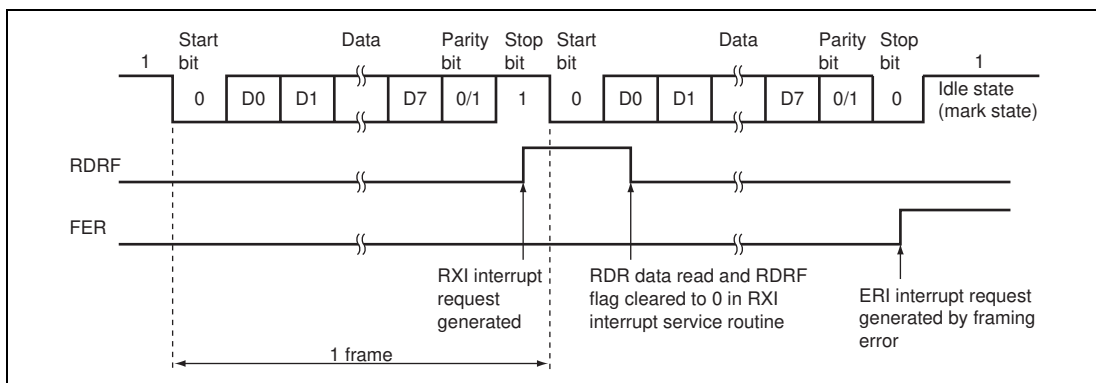 Start Data Parity Stop Start Data Parity Stop
1 bit bit bit bit bit bit 1
0 D0 D1 D7 0/1 1 0 D0 D1 D7 0/1 0 Idle state
(mark state)
RDRF
FER
RXI interrupt
request
generated
RDR data read and RDRF
flag cleared to 0 in RXI
interrupt service routine
ERI interrupt request
generated by framing
error
1 frame